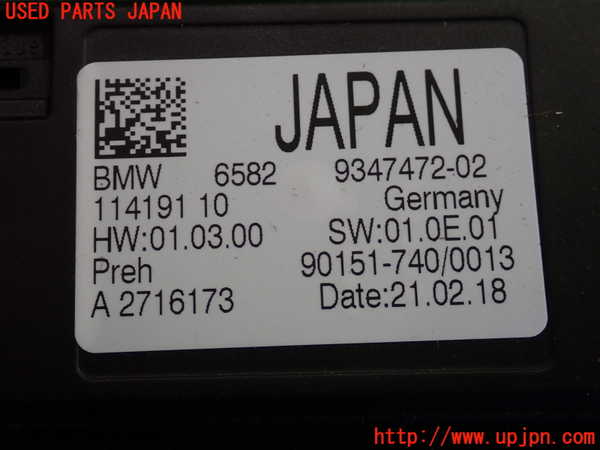 USED PARTS JAPAN
JAPAN
BMW 6582 9347472-02
114191 10 Germany
HW:01.03.00 SW:01.0E.01
Preh 90151-740/0013
A 2716173 Date:21.02.18
http://www.upjpn.com/